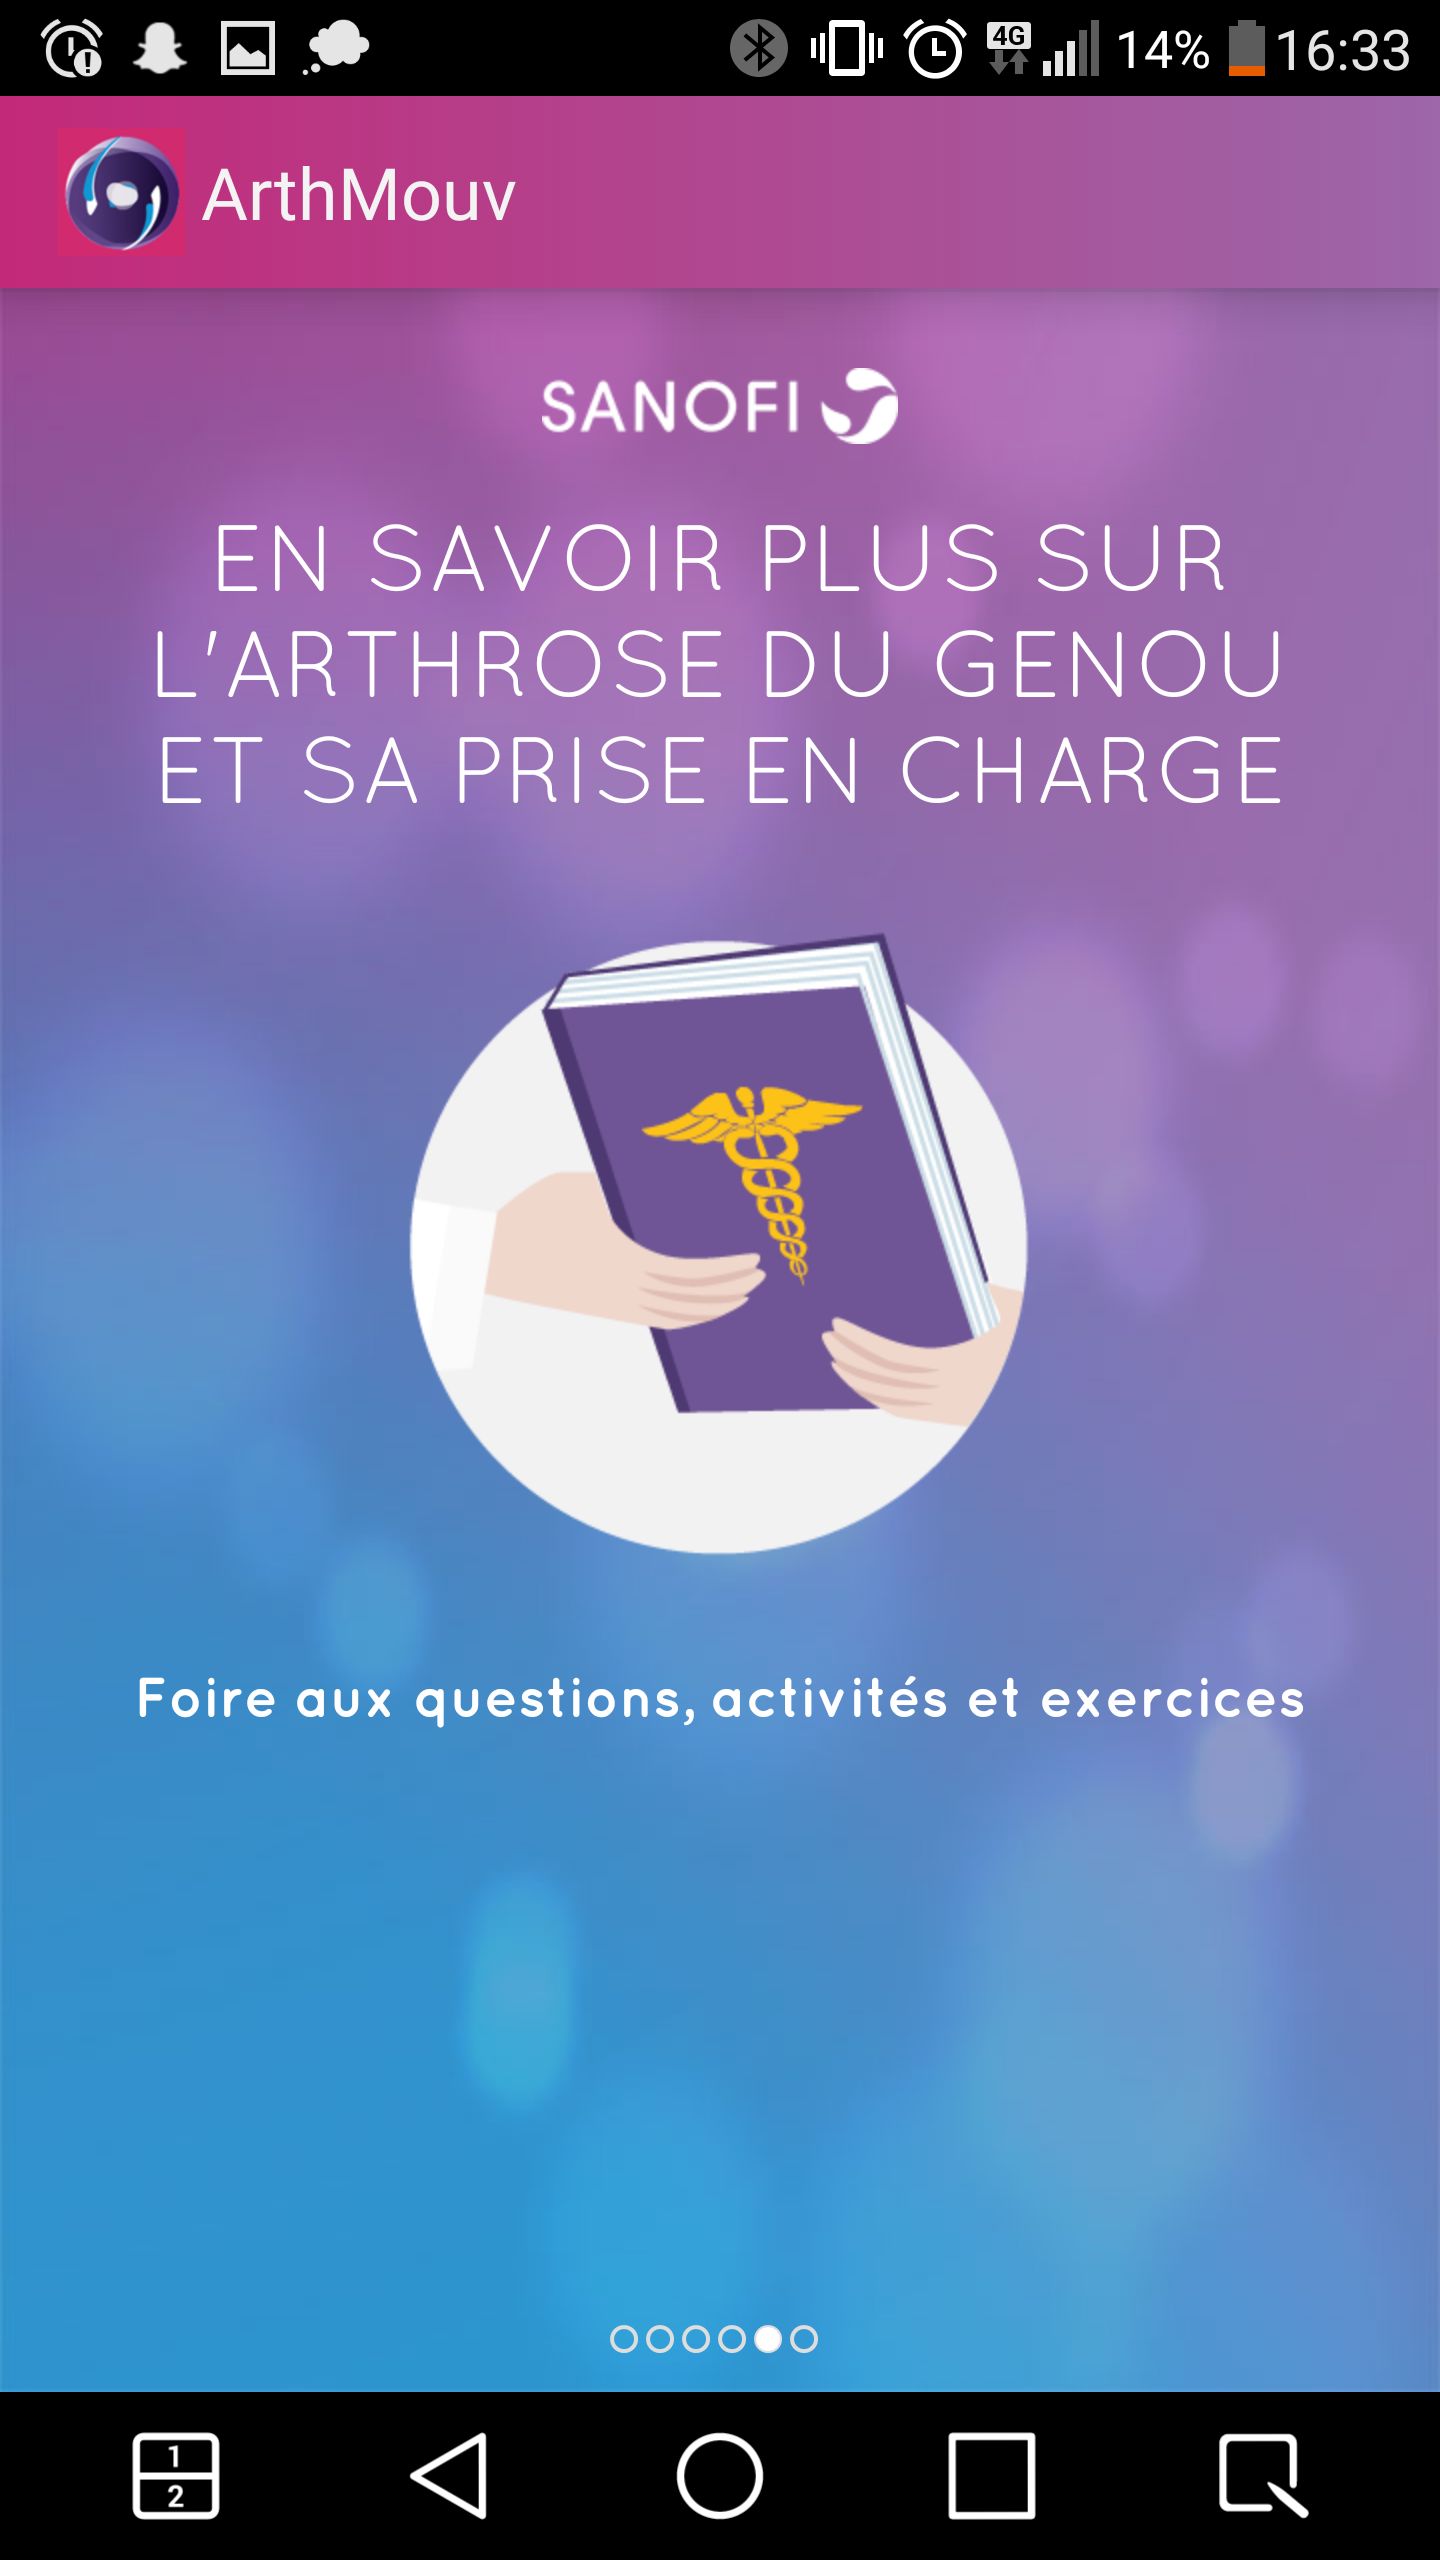 4G 14% 16:33
ArthMouv
SANOFI
EN SAVOIR PLUS SUR
L'ARTHROSE DU GENOU
ET SA PRISE EN CHARGE
Foire aux questions, activités et exercices
1
2